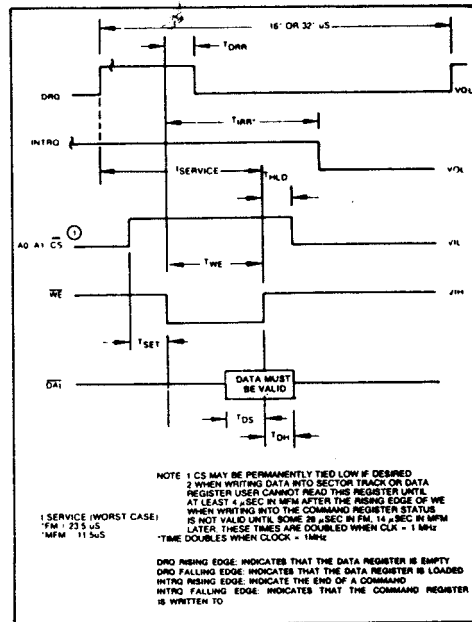 16* OR 32* uS
TDRR
DRQ
VOL
TIRR*
INTRQ
VOL
tSERVICE
THLD
1
A0 A1 CS
VIL
TWE
WE
VIH
TSET
DAL
DATA MUST
BE VALID
TDS
TDH
NOTE 1 CS MAY BE PERMANENTLY TIED LOW IF DESIRED
2 WHEN WRITING DATA INTO SECTOR TRACK OR DATA
REGISTER USER CANNOT READ THIS REGISTER UNTIL
AT LEAST 4 µSEC IN MFM AFTER THE RISING EDGE OF WE
WHEN WRITING INTO THE COMMAND REGISTER STATUS
IS NOT VALID UNTIL SOME 28 µSEC IN FM, 14 µSEC IN MFM
LATER. THESE TIMES ARE DOUBLED WHEN CLK = 1 MHz
*TIME DOUBLES WHEN CLOCK = 1MHz
t SERVICE (WORST CASE)
*FM : 23.5 uS
*MFM 11.5uS
DRQ RISING EDGE: INDICATES THAT THE DATA REGISTER IS EMPTY
DRQ FALLING EDGE: INDICATES THAT THE DATA REGISTER IS LOADED
INTRQ RISING EDGE: INDICATE THE END OF A COMMAND
INTRQ FALLING EDGE: INDICATES THAT THE COMMAND REGISTER
IS WRITTEN TO